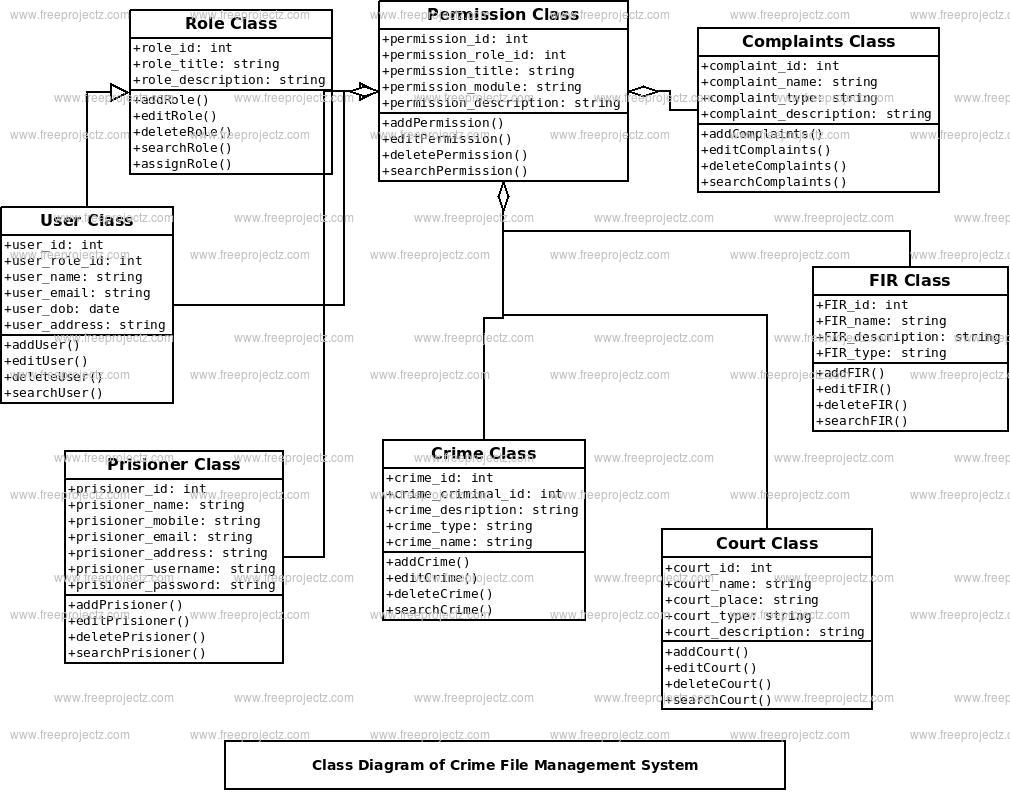 Role Class
+role_id: int
+role_title: string
+role_description: string
+addRole()
+editRole()
+deleteRole()
+searchRole()
+assignRole()
Permission Class
+permission_id: int
+permission_role_id: int
+permission_title: string
+permission_module: string
+permission_description: string
+addPermission()
+editPermission()
+deletePermission()
+searchPermission()
Complaints Class
+complaint_id: int
+complaint_name: string
+complaint_type: string
+complaint_description: string
+addComplaints()
+editComplaints()
+deleteComplaints()
+searchComplaints()
User Class
+user_id: int
+user_role_id: int
+user_name: string
+user_email: string
+user_dob: date
+user_address: string
+addUser()
+editUser()
+deleteUser()
+searchUser()
FIR Class
+FIR_id: int
+FIR_name: string
+FIR_description: string
+FIR_type: string
+addFIR()
+editFIR()
+deleteFIR()
+searchFIR()
Prisioner Class
+prisioner_id: int
+prisioner_name: string
+prisioner_mobile: string
+prisioner_email: string
+prisioner_address: string
+prisioner_username: string
+prisioner_password: string
+addPrisioner()
+editPrisioner()
+deletePrisioner()
+searchPrisioner()
Crime Class
+crime_id: int
+crime_criminal_id: int
+crime_desription: string
+crime_type: string
+crime_name: string
+addCrime()
+editCrime()
+deleteCrime()
+searchCrime()
Court Class
+court_id: int
+court_name: string
+court_place: string
+court_type: string
+court_description: string
+addCourt()
+editCourt()
+deleteCourt()
+searchCourt()
Class Diagram of Crime File Management System
www.freeprojectz.com